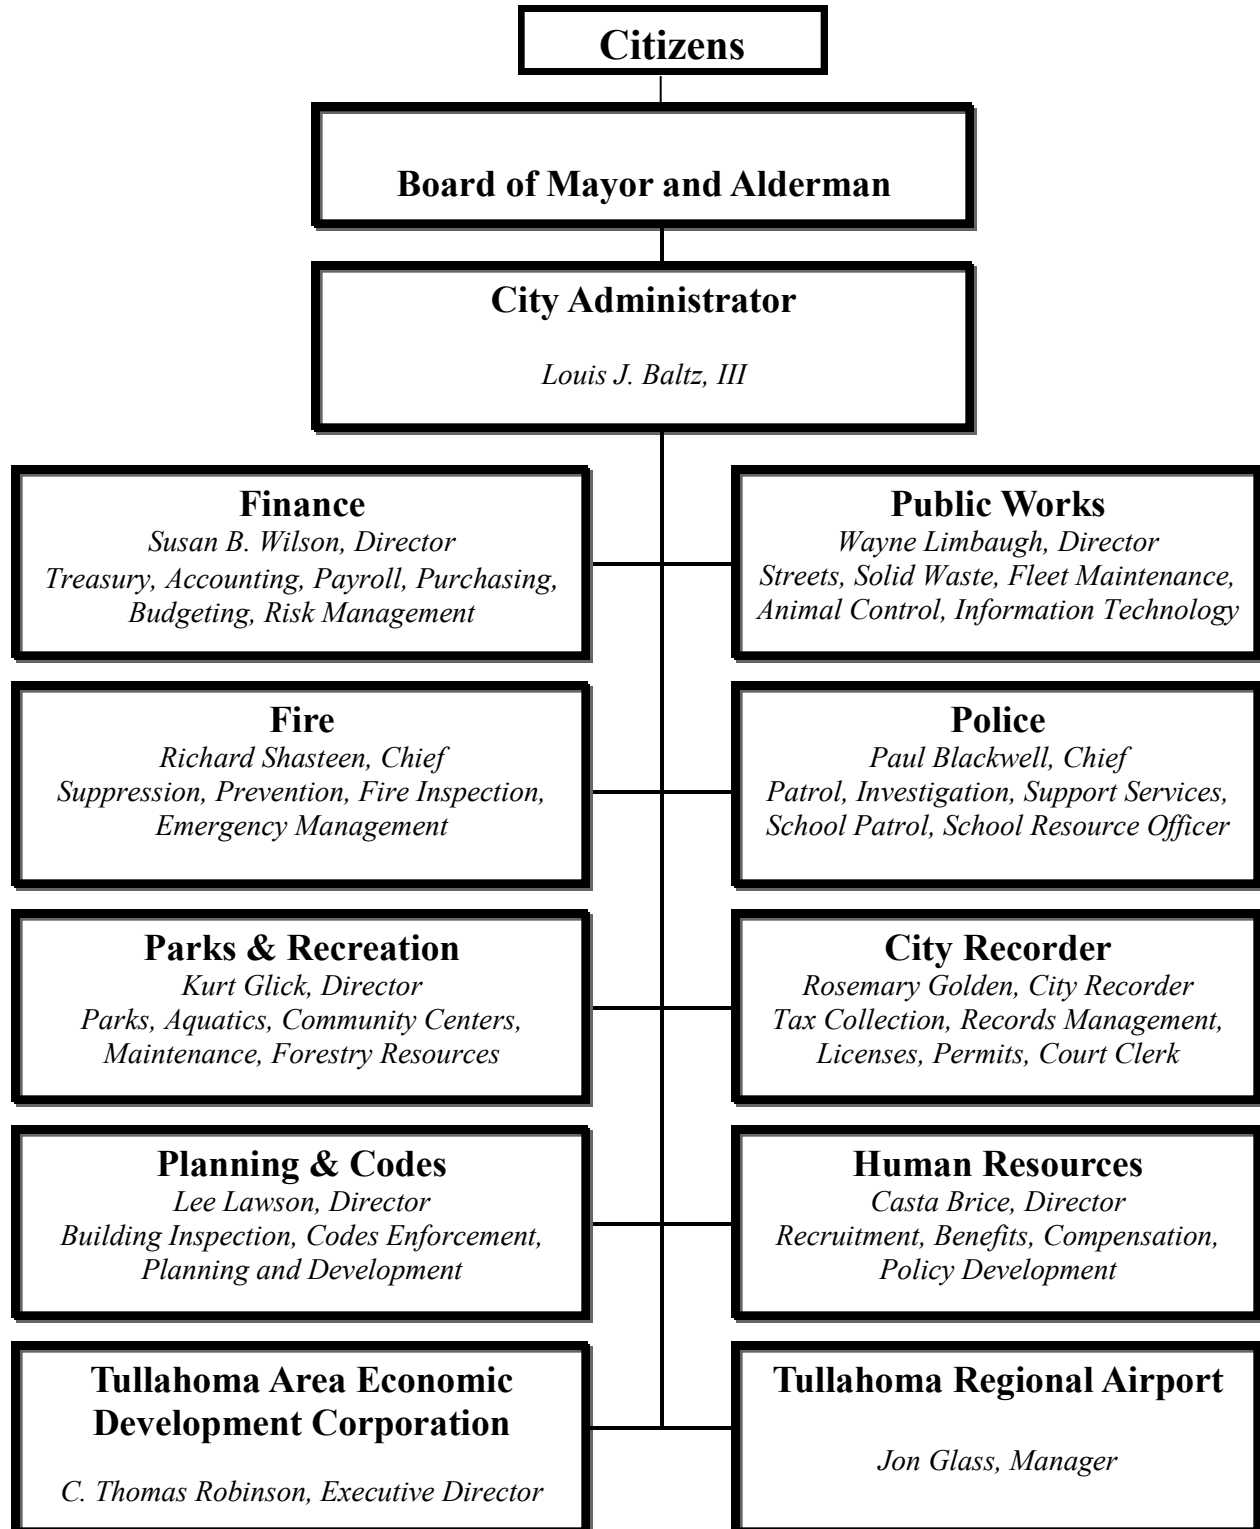 Citizens
Board of Mayor and Alderman
City Administrator
Louis J. Baltz, III
Finance
Susan B. Wilson, Director
Treasury, Accounting, Payroll, Purchasing,
Budgeting, Risk Management
Public Works
Wayne Limbaugh, Director
Streets, Solid Waste, Fleet Maintenance,
Animal Control, Information Technology
Fire
Richard Shasteen, Chief
Suppression, Prevention, Fire Inspection,
Emergency Management
Police
Paul Blackwell, Chief
Patrol, Investigation, Support Services,
School Patrol, School Resource Officer
Parks & Recreation
Kurt Glick, Director
Parks, Aquatics, Community Centers,
Maintenance, Forestry Resources
City Recorder
Rosemary Golden, City Recorder
Tax Collection, Records Management,
Licenses, Permits, Court Clerk
Planning & Codes
Lee Lawson, Director
Building Inspection, Codes Enforcement,
Planning and Development
Human Resources
Casta Brice, Director
Recruitment, Benefits, Compensation,
Policy Development
Tullahoma Area Economic
Development Corporation
C. Thomas Robinson, Executive Director
Tullahoma Regional Airport
Jon Glass, Manager